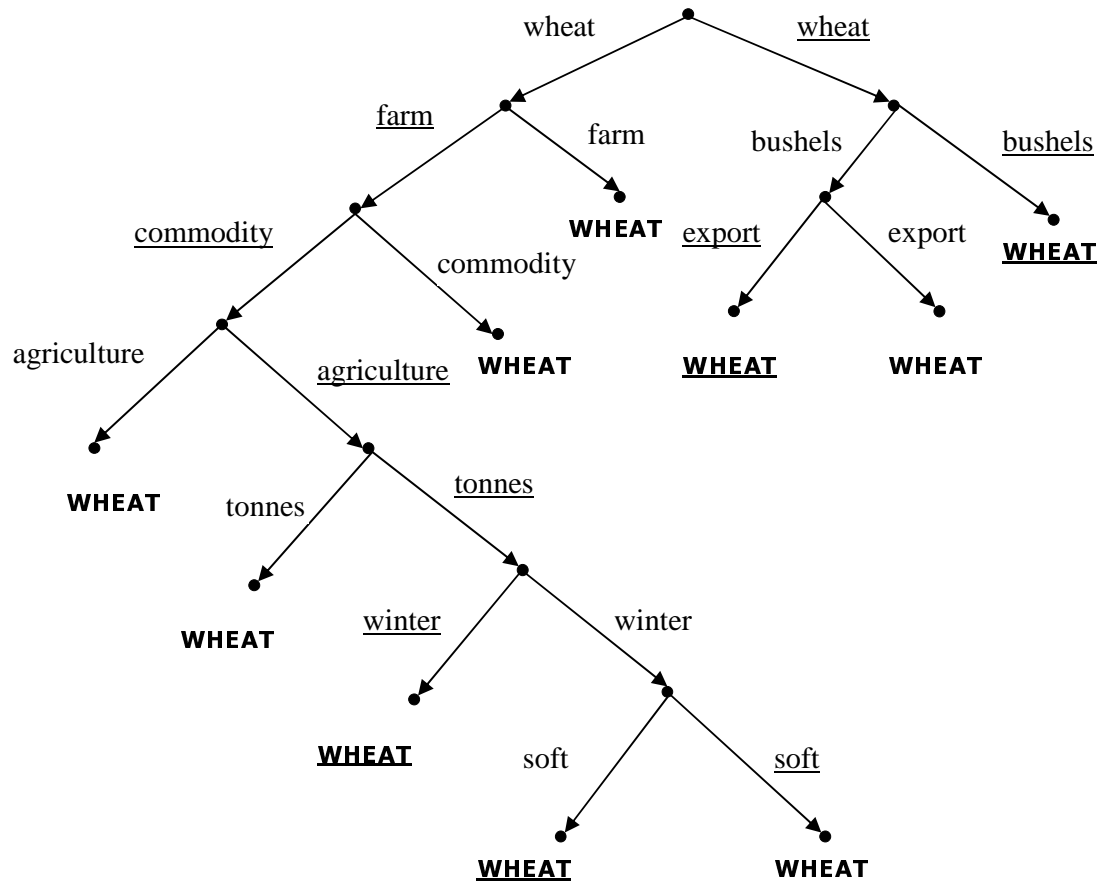 wheat
wheat
farm
farm
bushels
bushels
commodity
WHEAT
export
export
WHEAT
commodity
agriculture
agriculture
WHEAT
WHEAT
WHEAT
WHEAT
tonnes
tonnes
WHEAT
winter
winter
WHEAT
soft
soft
WHEAT
WHEAT